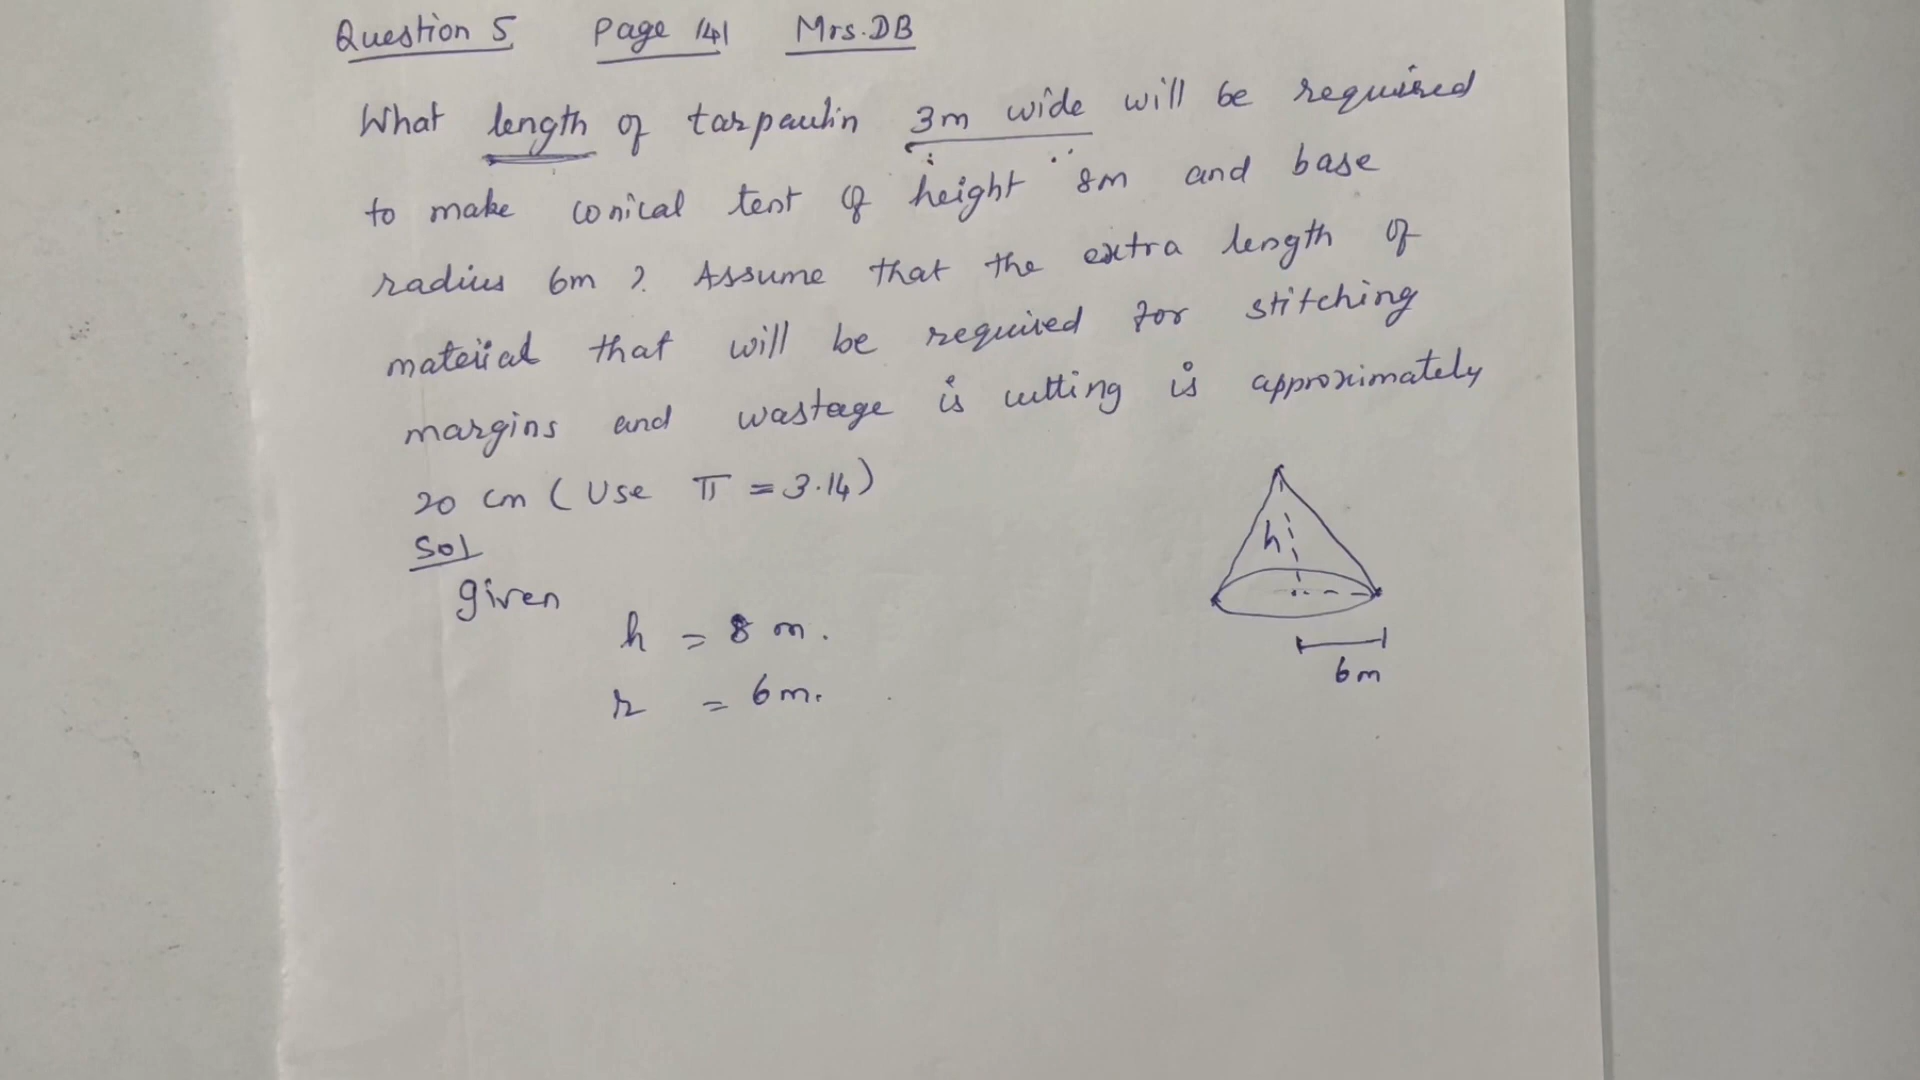 Question 5 Page 141 Mrs.DB
What length of tarpaulin 3m wide will be required
to make conical tent of height 8m and base
radius 6m ? Assume that the extra length of
material that will be required for stitching
margins and wastage is cutting is approximately
20 cm ( Use π = 3.14 )
Sol
given
h = 8 m.
r = 6 m.
h
6m